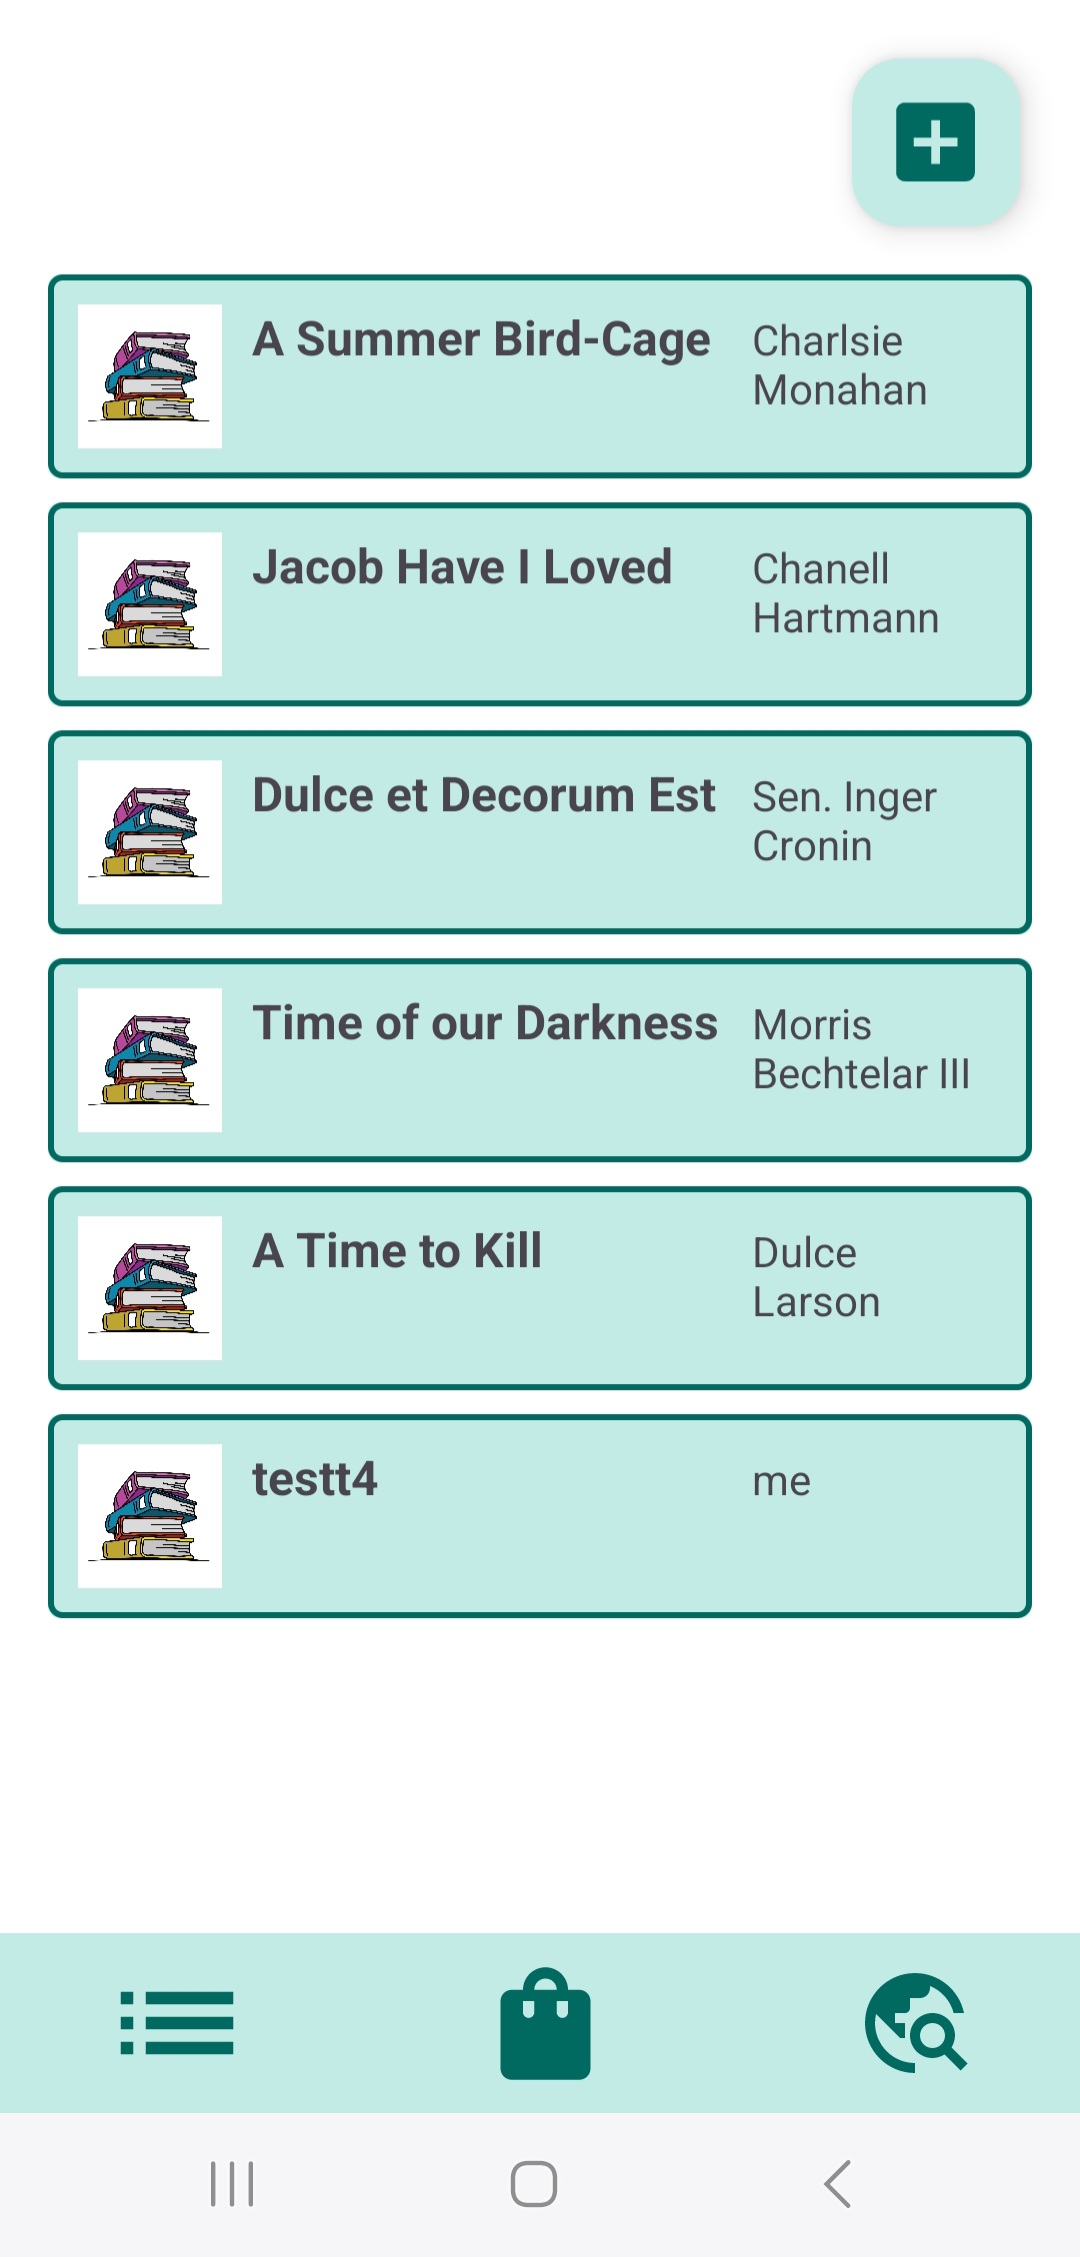 A Summer Bird-Cage
Charlsie
Monahan
Jacob Have I Loved
Chanell
Hartmann
Dulce et Decorum Est
Sen. Inger
Cronin
Time of our Darkness
Morris
Bechtelar III
A Time to Kill
Dulce
Larson
testt4
me